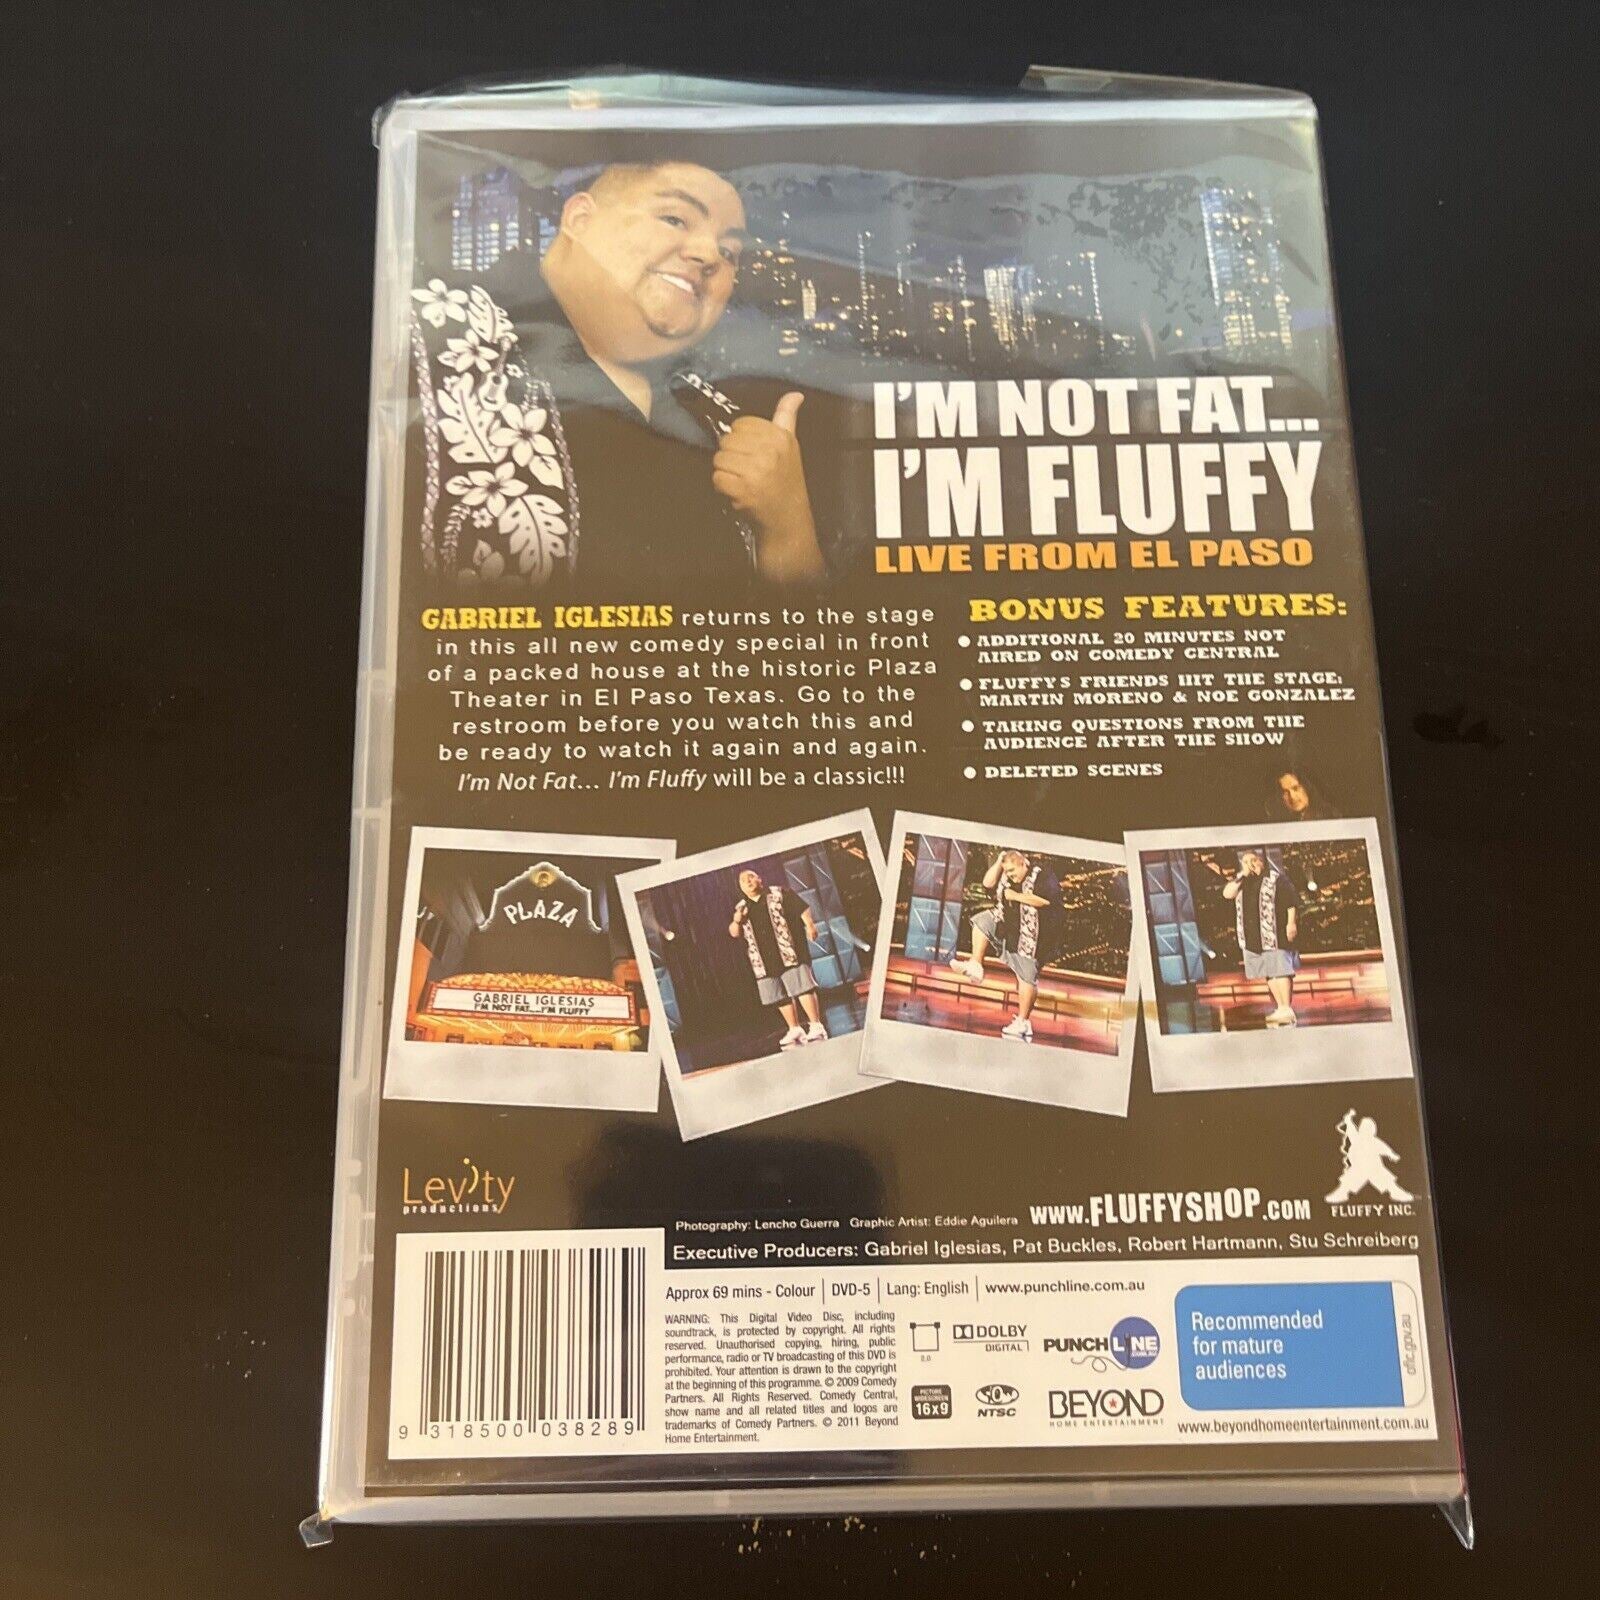 I'M NOT FAT...
I'M FLUFFY
LIVE FROM EL PASO
GABRIEL IGLESIAS returns to the stage
in this all new comedy special in front
of a packed house at the historic Plaza
Theater in El Paso Texas. Go to the
restroom before you watch this and
be ready to watch it again and again.
I'm Not Fat... I'm Fluffy will be a classic!!!
BONUS FEATURES:
ADDITIONAL 20 MINUTES NOT
AIRED ON COMEDY CENTRAL
FLUFFY'S FRIENDS HIT THE STAGE:
MARTIN MORENO & NOE GONZALEZ
TAKING QUESTIONS FROM THE
AUDIENCE AFTER THE SHOW
DELETED SCENES
PLAZA
GABRIEL IGLESIAS
I'M NOT FAT....I'M FLUFFY
Levity
productions
FLUFFY INC.
Photography: Lencho Guerra Graphic Artist: Eddie Aguilera
www.FLUFFYSHOP.com
Executive Producers: Gabriel Iglesias, Pat Buckles, Robert Hartmann, Stu Schreiberg
9 318500 038289
Approx 69 mins - Colour | DVD-5 | Lang: English | www.punchline.com.au
WARNING: This Digital Video Disc, including
soundtrack, is protected by copyright. All rights
reserved. Unauthorised copying, hiring, public
performance, radio or TV broadcasting of this DVD is
prohibited. Your attention is drawn to the copyright
at the beginning of this programme. © 2009 Comedy
Partners. All Rights Reserved. Comedy Central,
show name and all related titles and logos are
trademarks of Comedy Partners. © 2011 Beyond
Home Entertainment.
2.0
DOLBY
DIGITAL
PUNCHLINE
.COM.AU
PICTURE
WIDESCREEN
16x9
NTSC
BEYOND
HOME ENTERTAINMENT
Recommended
for mature
audiences
oflc.gov.au
www.beyondhomeentertainment.com.au